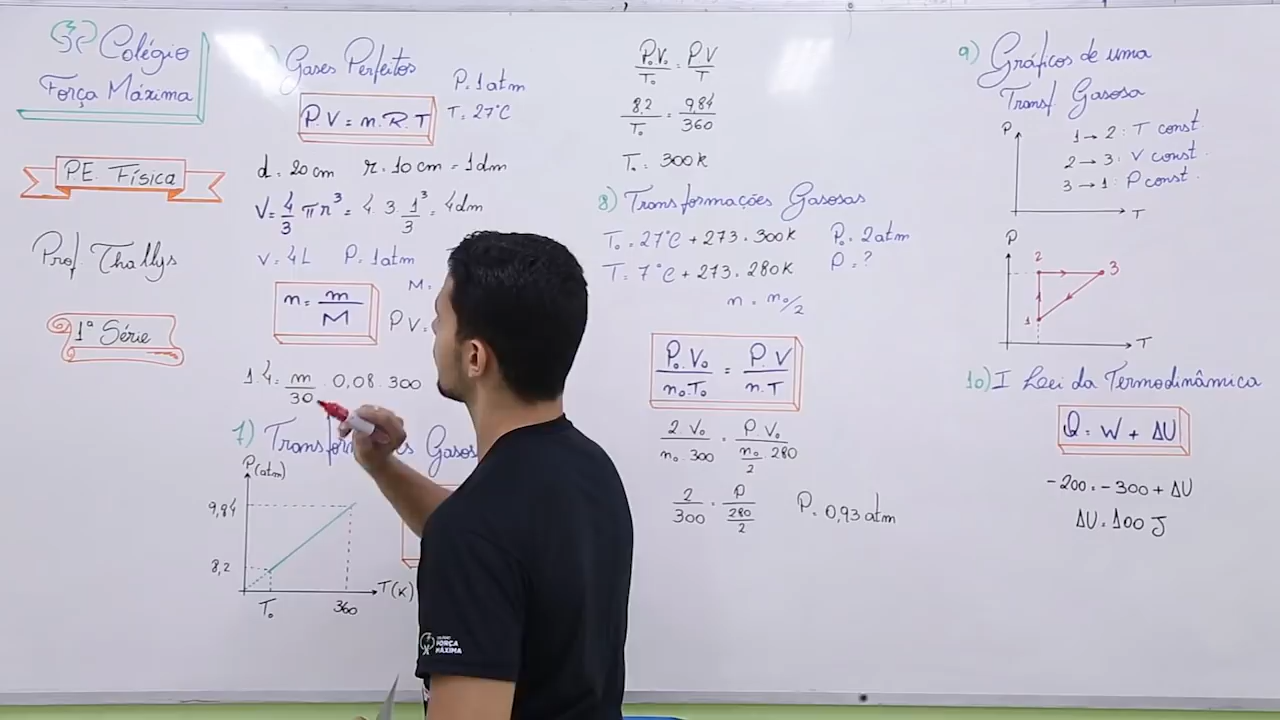 Colégio
Força Máxima
P.E. Física
Prof Thallys
1ª Série
) Gases Perfeitos
P. 1 atm
T = 27°C
PV = n.R.T
d = 20 cm r = 10 cm = 1 dm
V = 4/3 π r³ = 4 . 3 1³/3 = 4 dm
V = 4L P = 1 atm
M =
n = m/M
PV =
1.4 = m/30 . 0,08 . 300
7) Transf Gasos
P(atm)
9,84
8,2
T₀ 360 T(K)
P₀.V₀/T₀ = P.V/T
8,2/T₀ = 9,84/360
T₀ = 300 K
8) Transformações Gasosas
T₀ = 27°C + 273 = 300 K P₀ = 2 atm
T = 7°C + 273 = 280 K P = ?
n = n₀/2
P₀.V₀/n₀.T₀ = P.V/n.T
2.V₀/n₀.300 = P.V₀/n₀/2.280
2/300 = P/280/2 P = 0,93 atm
9) Gráficos de uma
Transf. Gasosa
P
T
1→2: T const.
2→3: V const.
3→1: P const.
P
2 3
1
T
10) I Lei da Termodinâmica
Q = W + ΔU
-200 = -300 + ΔU
ΔU = 100 J
FORÇA
MÁXIMA